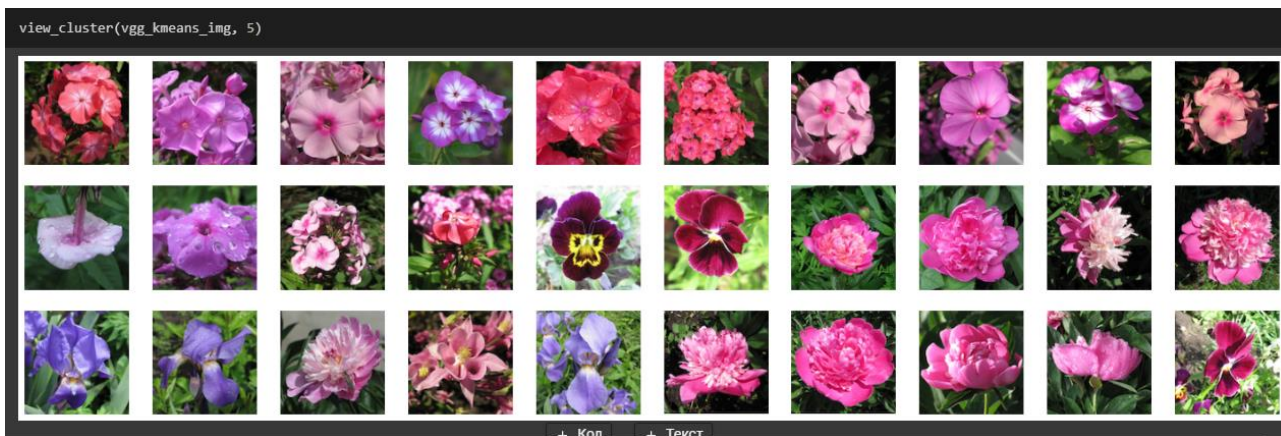 view_cluster(vgg_kmeans_img, 5)
+ Код + Текст